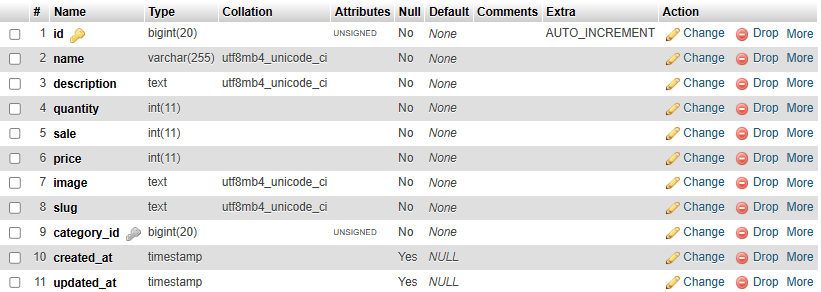 # Name Type Collation Attributes Null Default Comments Extra Action
1 id bigint(20) UNSIGNED No None AUTO_INCREMENT Change Drop More
2 name varchar(255) utf8mb4_unicode_ci No None Change Drop More
3 description text utf8mb4_unicode_ci No None Change Drop More
4 quantity int(11) No None Change Drop More
5 sale int(11) No None Change Drop More
6 price int(11) No None Change Drop More
7 image text utf8mb4_unicode_ci No None Change Drop More
8 slug text utf8mb4_unicode_ci No None Change Drop More
9 category_id bigint(20) UNSIGNED No None Change Drop More
10 created_at timestamp Yes NULL Change Drop More
11 updated_at timestamp Yes NULL Change Drop More